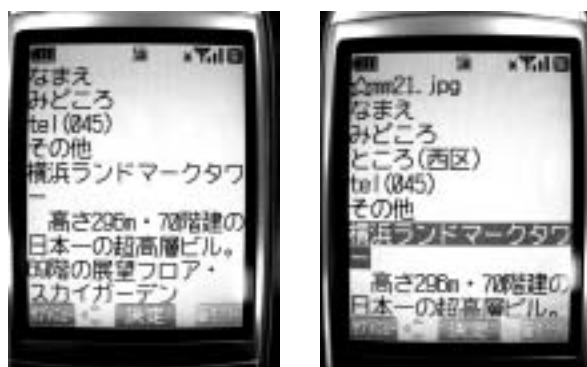 なまえ
みどころ
tel(045)
その他
横浜ランドマークタワ
ー
高さ296m・70階建の
日本一の超高層ビル。
69階の展望フロア・
スカイガーデン
決定
☆mm21.jpg
なまえ
みどころ
ところ(西区)
tel(045)
その他
横浜ランドマークタワ
ー
高さ296m・70階建の
日本一の超高層ビル。